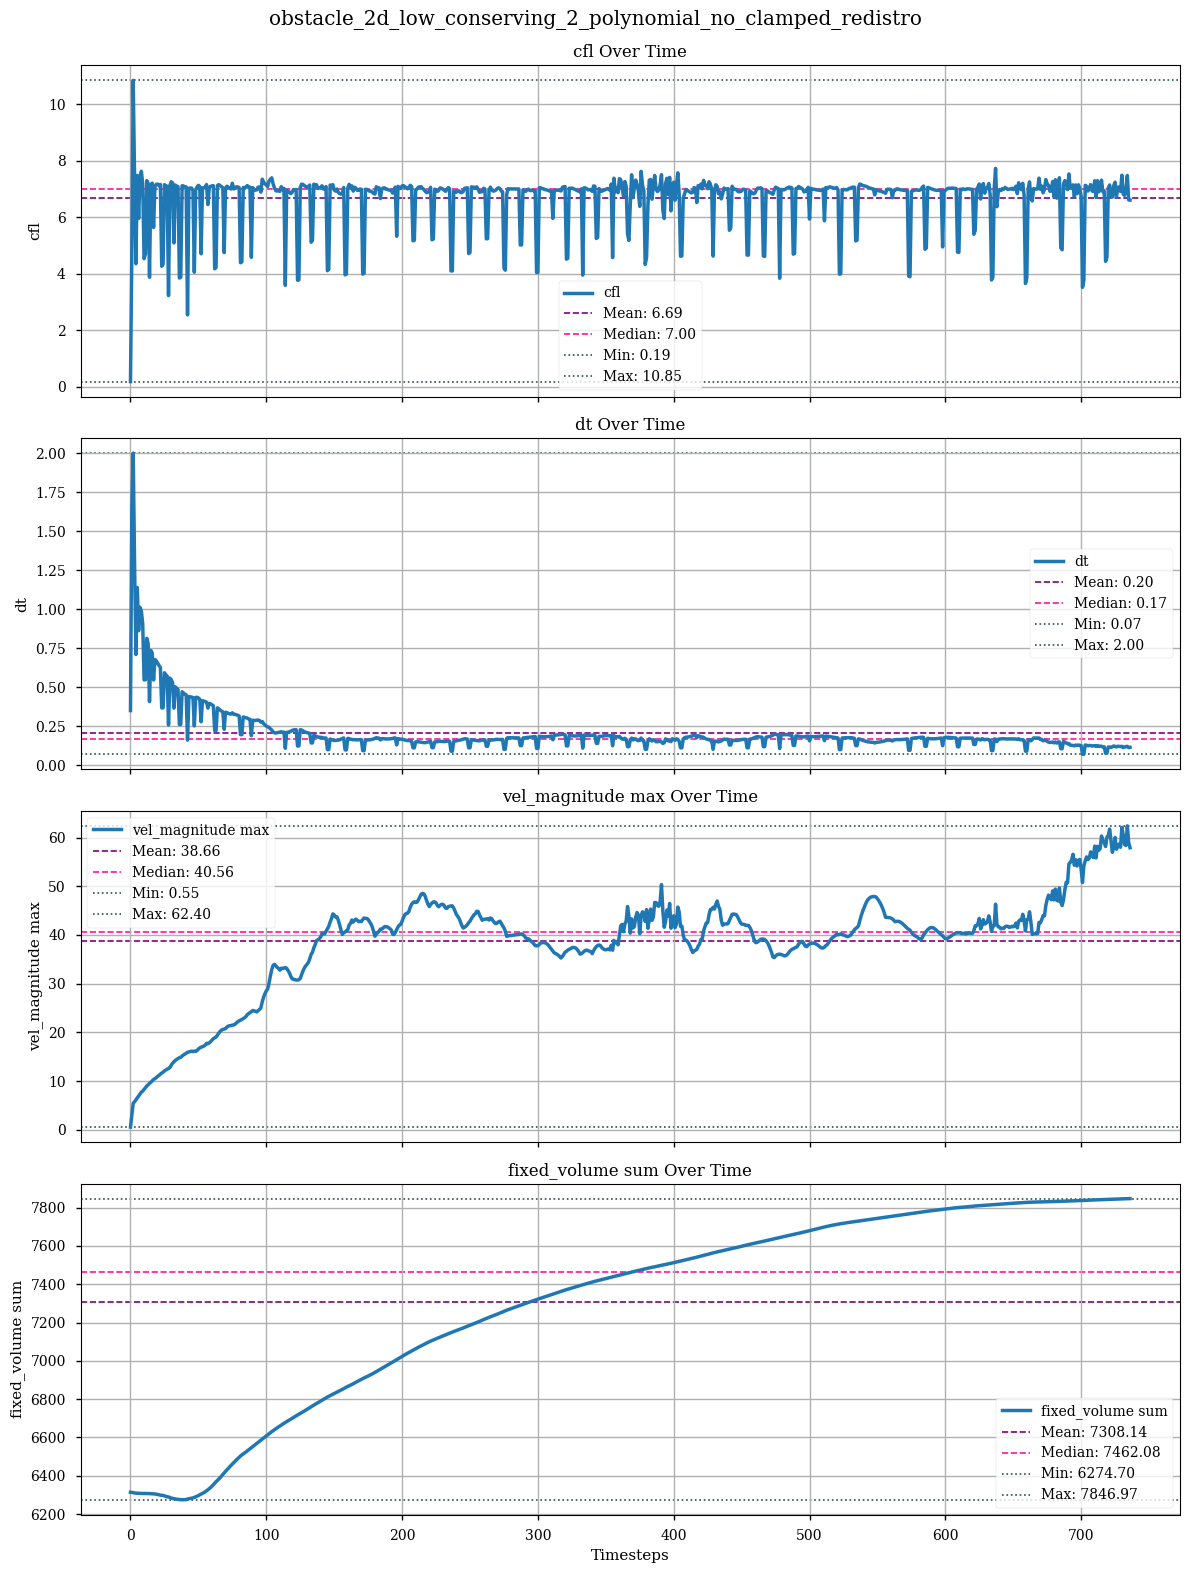 obstacle_2d_low_conserving_2_polynomial_no_clamped_redistro
cfl Over Time
10
8
6
4
2
0
cfl
cfl
Mean: 6.69
Median: 7.00
Min: 0.19
Max: 10.85
dt Over Time
2.00
1.75
1.50
1.25
1.00
0.75
0.50
0.25
0.00
dt
dt
Mean: 0.20
Median: 0.17
Min: 0.07
Max: 2.00
vel_magnitude max Over Time
60
50
40
30
20
10
0
vel_magnitude max
vel_magnitude max
Mean: 38.66
Median: 40.56
Min: 0.55
Max: 62.40
fixed_volume sum Over Time
7800
7600
7400
7200
7000
6800
6600
6400
6200
fixed_volume sum
fixed_volume sum
Mean: 7308.14
Median: 7462.08
Min: 6274.70
Max: 7846.97
0 100 200 300 400 500 600 700
Timesteps